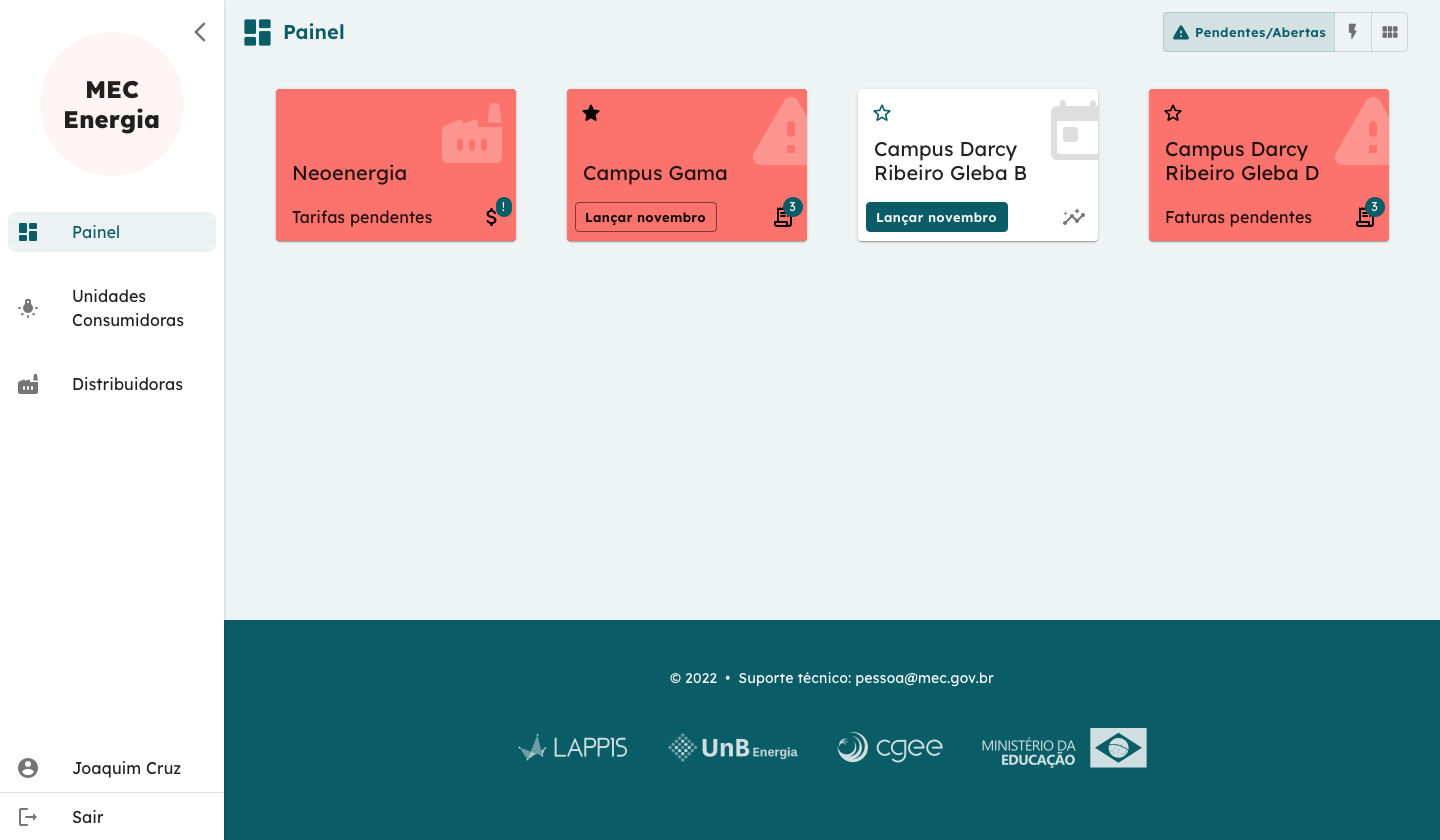 MEC
Energia
Painel
Unidades
Consumidoras
Distribuidoras
Joaquim Cruz
Sair
Painel
Pendentes/Abertas
Neoenergia
Tarifas pendentes
!
Campus Gama
Lançar novembro
3
Campus Darcy
Ribeiro Gleba B
Lançar novembro
Campus Darcy
Ribeiro Gleba D
Faturas pendentes
3
© 2022 • Suporte técnico: pessoa@mec.gov.br
LAPPIS
UnB Energia
cgee
MINISTÉRIO DA
EDUCAÇÃO